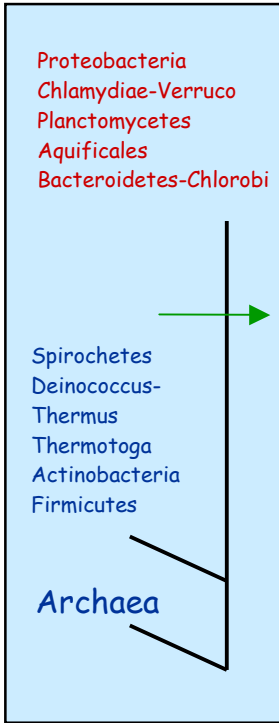 Proteobacteria
Chlamydiae-Verruco
Planctomycetes
Aquificales
Bacteroidetes-Chlorobi
Spirochetes
Deinococcus-
Thermus
Thermotoga
Actinobacteria
Firmicutes
Archaea